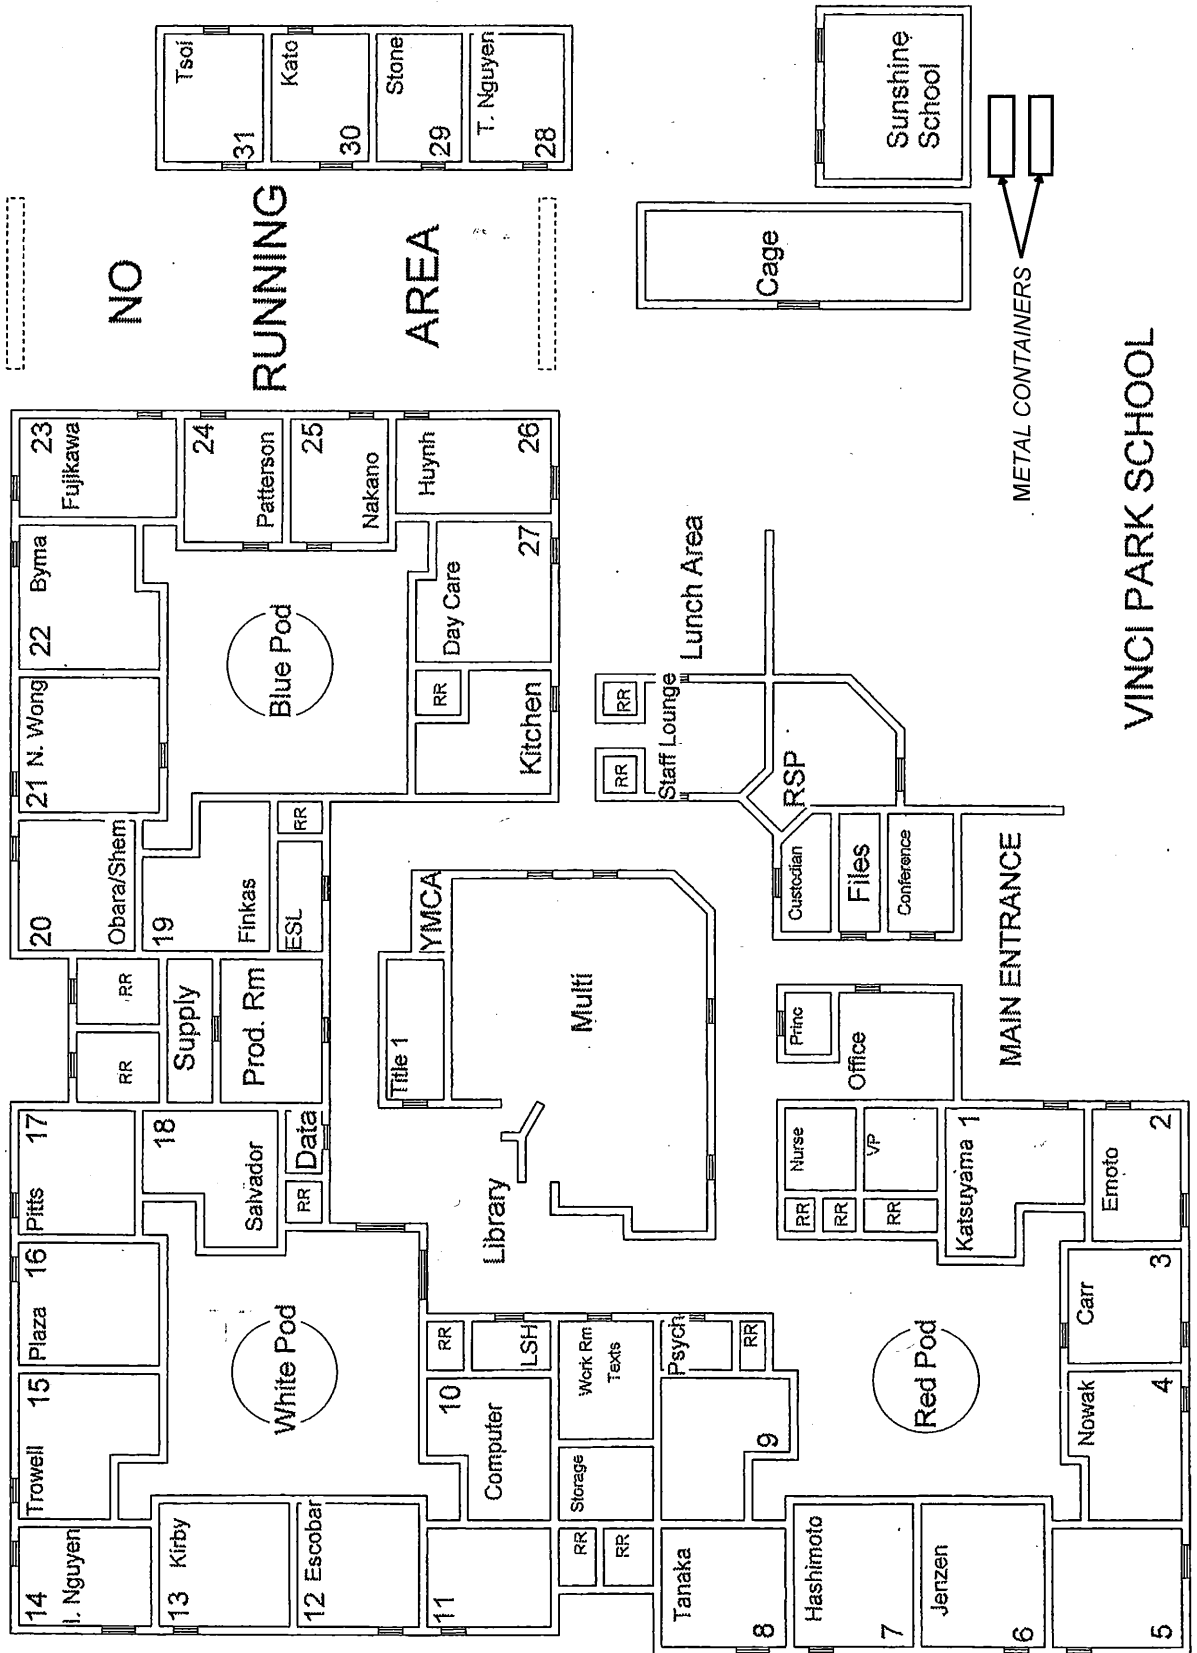 14
I. Nguyen
Trowell
15
Plaza 16
Pitts
17
20
Obara/Shem
21 N. Wong
22
Byma
23
Fujikawa
24
Patterson
25
Nakano
Huynh
26
Day Care
27
Blue Pod
RR
Kitchen
13 Kirby
12 Escobar
11
White Pod
18
Salvador
RR
Data
RR
RR
Supply
Prod. Rm
19
Finkas
ESL
RR
10
Computer
RR
LSH
Storage
Work Rm
Texts
RR
RR
Psych
RR
Library
Title 1
YMCA
Multi
NO
RUNNING
AREA
Tsoi
31
Kato
30
Stone
29
T. Nguyen
28
RR
RR
Staff Lounge
Lunch Area
Cage
Sunshine
School
Tanaka
8
9
Hashimoto
7
Jenzen
6
5
Red Pod
Nowak
4
Carr
3
Emoto
2
Katsuyama 1
RR
RR
RR
Nurse
VP
Princ
Office
Custodian
Files
Conference
RSP
MAIN ENTRANCE
METAL CONTAINERS
VINCI PARK SCHOOL